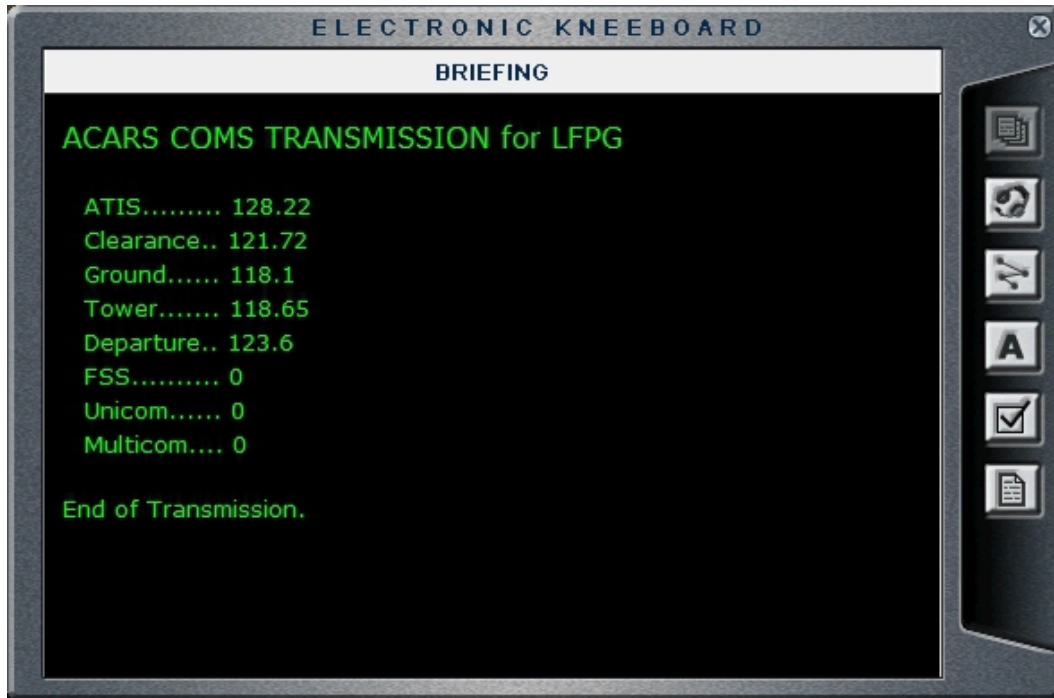 ELECTRONIC KNEEBOARD
BRIEFING
ACARS COMS TRANSMISSION for LFPG
ATIS......... 128.22
Clearance.. 121.72
Ground...... 118.1
Tower....... 118.65
Departure.. 123.6
FSS.......... 0
Unicom...... 0
Multicom.... 0
End of Transmission.
A